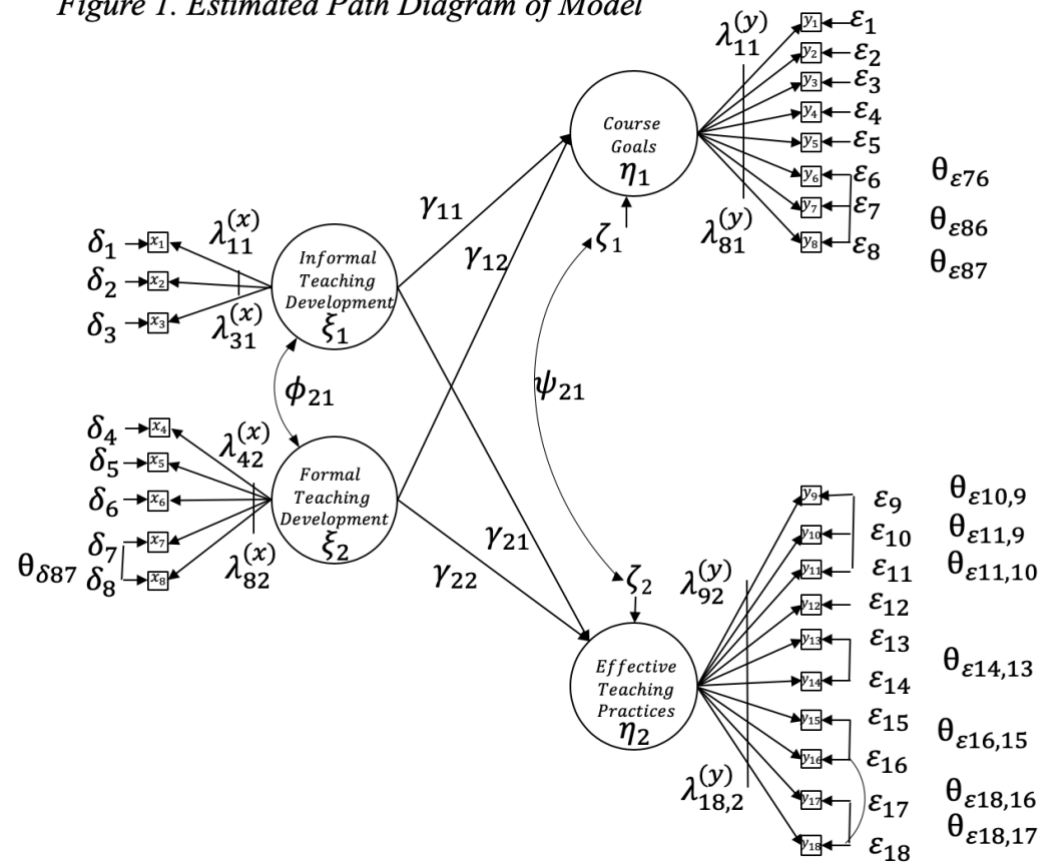 Figure 1. Estimated Path Diagram of Model
λ₁₁⁽ʸ⁾
y₁ ε₁
y₂ ε₂
y₃ ε₃
y₄ ε₄
y₅ ε₅
y₆ ε₆
y₇ ε₇
y₈ ε₈
λ₈₁⁽ʸ⁾
θε76
θε86
θε87
Course
Goals
η₁
ζ₁
γ₁₁
γ₁₂
δ₁ x₁
δ₂ x₂
δ₃ x₃
λ₁₁⁽ˣ⁾
λ₃₁⁽ˣ⁾
Informal
Teaching
Development
ξ₁
ϕ₂₁
ψ₂₁
δ₄ x₄
δ₅ x₅
δ₆ x₆
δ₇ x₇
δ₈ x₈
θδ87
λ₄₂⁽ˣ⁾
λ₈₂⁽ˣ⁾
Formal
Teaching
Development
ξ₂
γ₂₁
γ₂₂
ζ₂
Effective
Teaching
Practices
η₂
λ₉₂⁽ʸ⁾
λ₁₈,₂⁽ʸ⁾
y₉ ε₉
y₁₀ ε₁₀
y₁₁ ε₁₁
y₁₂ ε₁₂
y₁₃ ε₁₃
y₁₄ ε₁₄
y₁₅ ε₁₅
y₁₆ ε₁₆
y₁₇ ε₁₇
y₁₈ ε₁₈
θε10,9
θε11,9
θε11,10
θε14,13
θε16,15
θε18,16
θε18,17